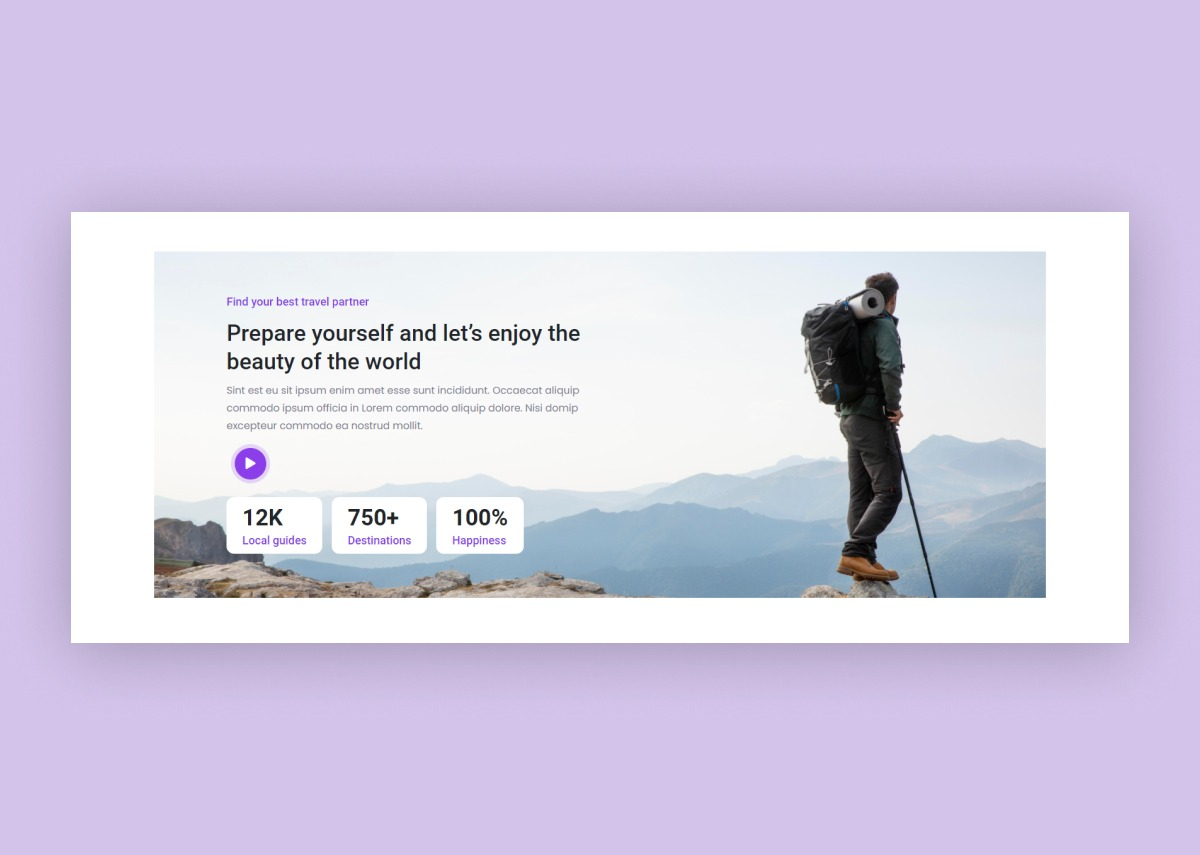 Find your best travel partner
Prepare yourself and let’s enjoy the
beauty of the world
Sint est eu sit ipsum enim amet esse sunt incididunt. Occaecat aliquip
commodo ipsum officia in Lorem commodo aliquip dolore. Nisi domip
excepteur commodo ea nostrud mollit.
12K
Local guides
750+
Destinations
100%
Happiness